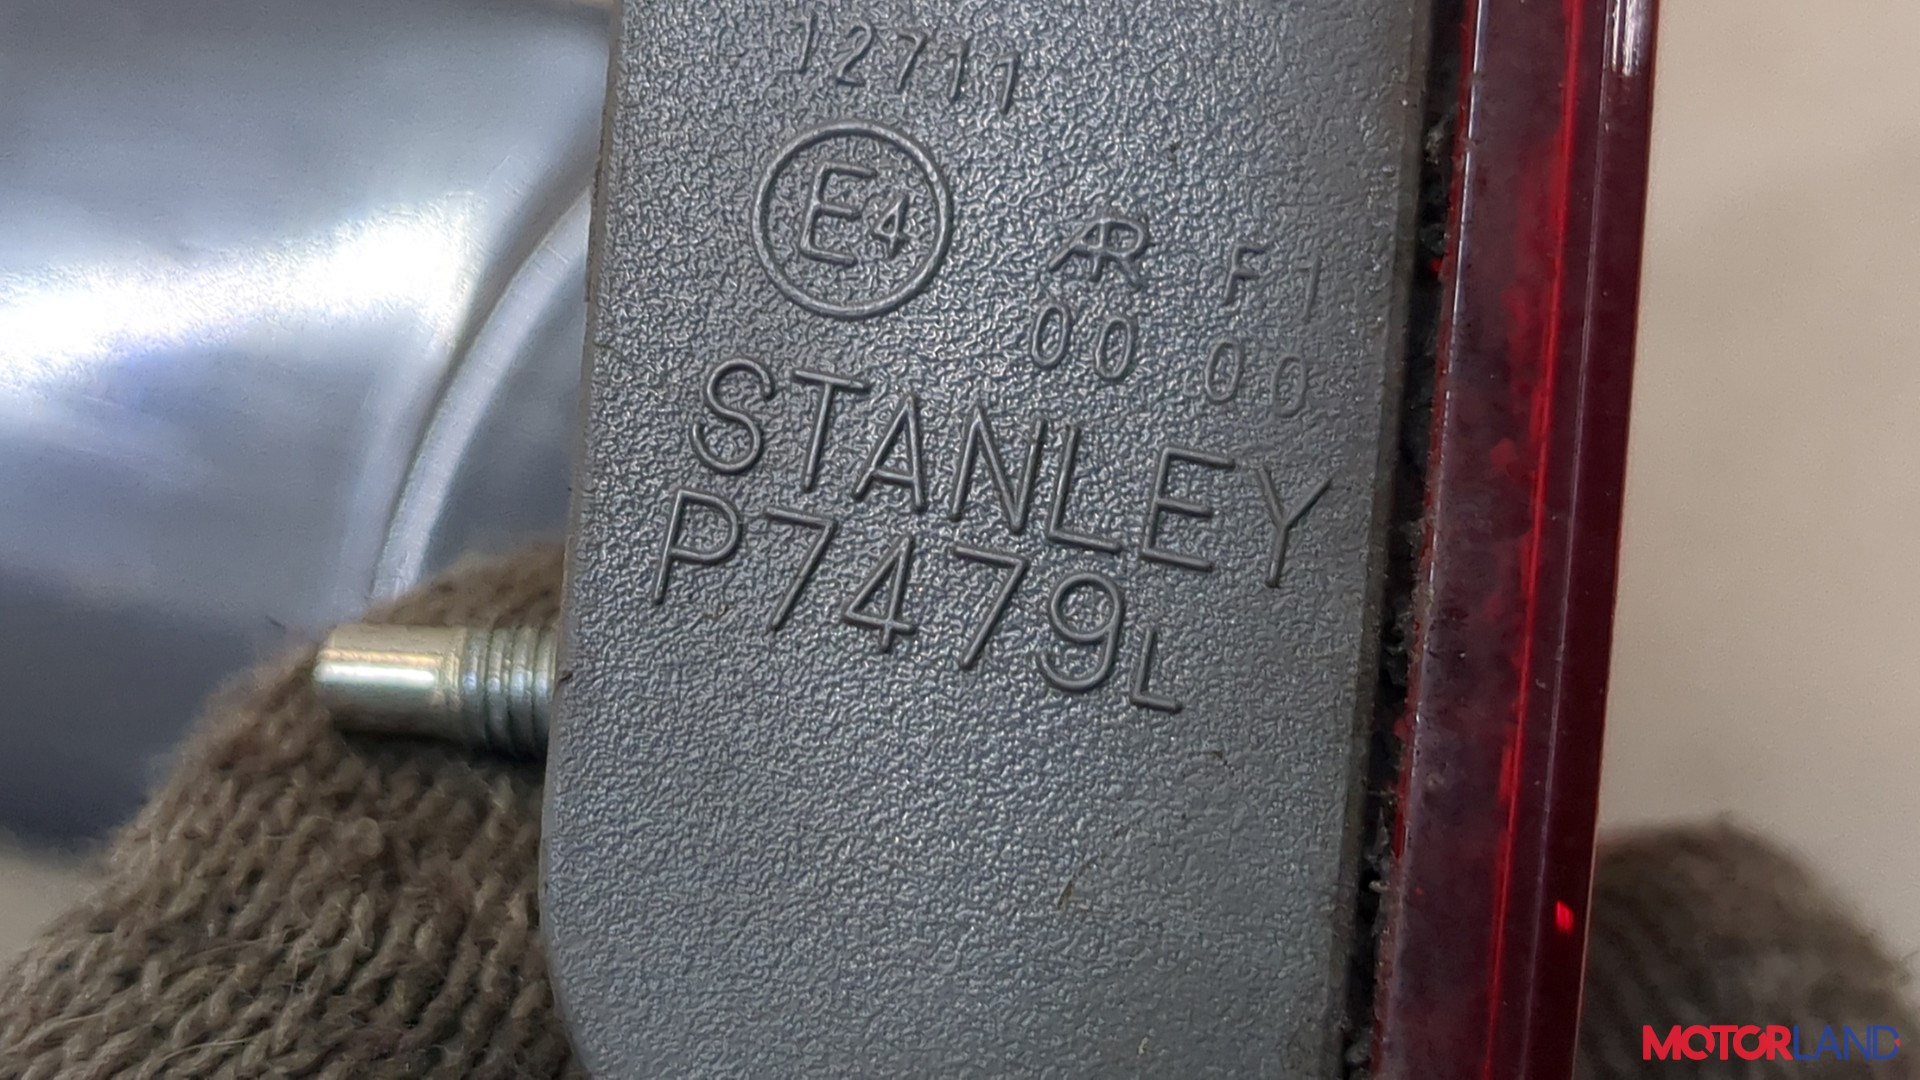 12711
E4
AR F1
00 00
STANLEY
P7479L
MOTORLAND